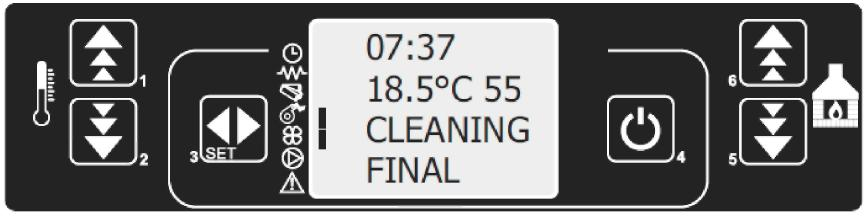 07:37
18.5°C 55
CLEANING
FINAL
1
2
3
SET
4
6
5